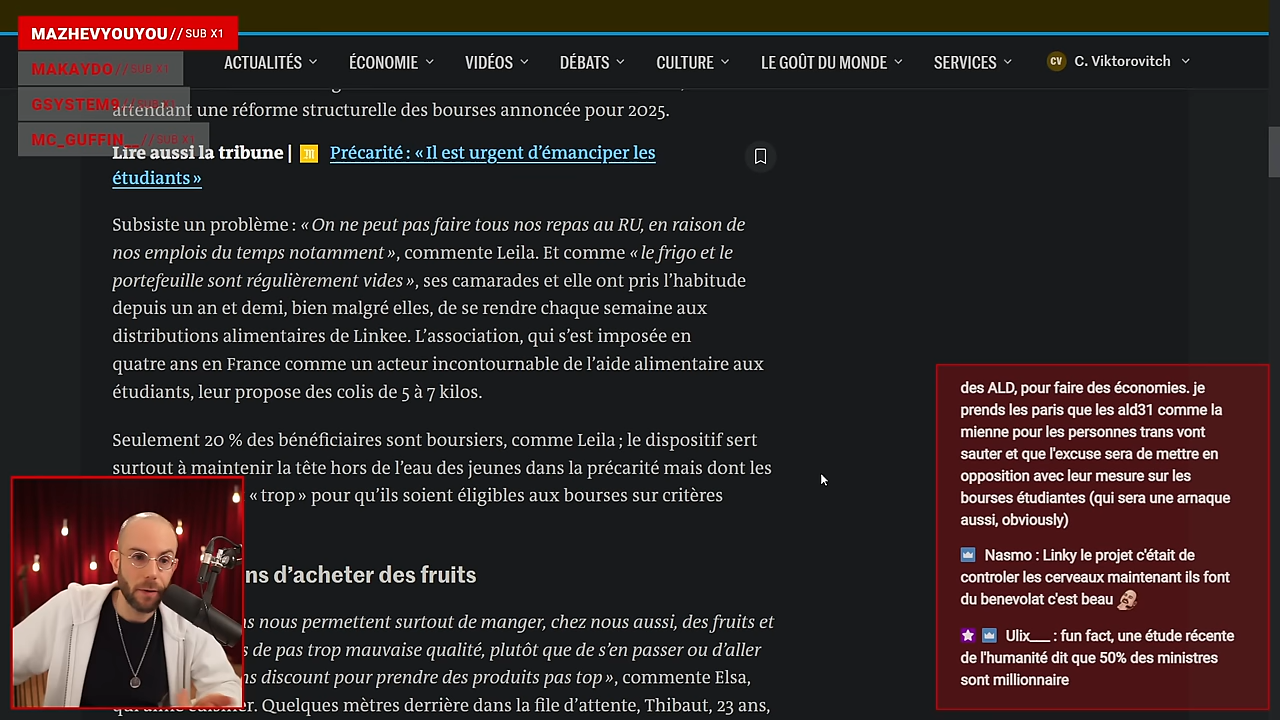 MAZHEVYOUYOU // SUB X1
MAKAYDO // SUB X1
GSYSTEM9 // SUB X1
MC_GUFFIN__ // SUB X1
ACTUALITÉS ÉCONOMIE VIDÉOS DÉBATS CULTURE LE GOÛT DU MONDE SERVICES CV C. Viktorovitch
attendant une réforme structurelle des bourses annoncée pour 2025.
Lire aussi la tribune | M Précarité : « Il est urgent d’émanciper les
étudiants »
Subsiste un problème : « On ne peut pas faire tous nos repas au RU, en raison de
nos emplois du temps notamment », commente Leila. Et comme « le frigo et le
portefeuille sont régulièrement vides », ses camarades et elle ont pris l’habitude
depuis un an et demi, bien malgré elles, de se rendre chaque semaine aux
distributions alimentaires de Linkee. L’association, qui s’est imposée en
quatre ans en France comme un acteur incontournable de l’aide alimentaire aux
étudiants, leur propose des colis de 5 à 7 kilos.
Seulement 20 % des bénéficiaires sont boursiers, comme Leila ; le dispositif sert
surtout à maintenir la tête hors de l’eau des jeunes dans la précarité mais dont les
« trop » pour qu’ils soient éligibles aux bourses sur critères
d’acheter des fruits
nous permettent surtout de manger, chez nous aussi, des fruits et
de pas trop mauvaise qualité, plutôt que de s’en passer ou d’aller
discount pour prendre des produits pas top », commente Elsa,
qui aime cuisiner. Quelques mètres derrière dans la file d’attente, Thibaut, 23 ans,
des ALD, pour faire des économies. je
prends les paris que les ald31 comme la
mienne pour les personnes trans vont
sauter et que l'excuse sera de mettre en
opposition avec leur mesure sur les
bourses étudiantes (qui sera une arnaque
aussi, obviously)
Nasmo : Linky le projet c'était de
controler les cerveaux maintenant ils font
du benevolat c'est beau
Ulix___ : fun fact, une étude récente
de l'humanité dit que 50% des ministres
sont millionnaire